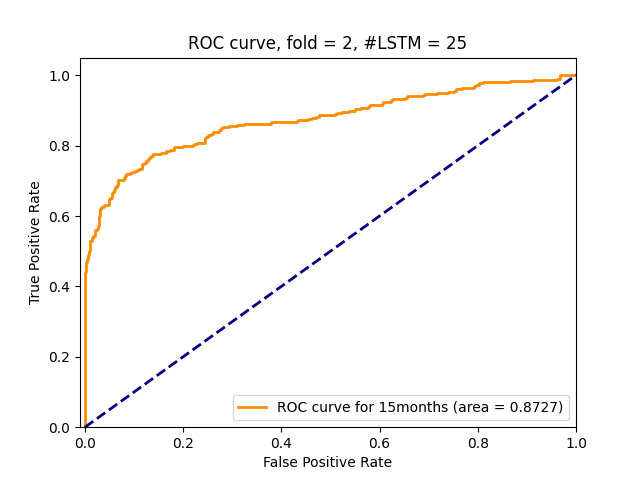 ROC curve, fold = 2, #LSTM = 25
1.0
0.8
0.6
0.4
0.2
0.0
True Positive Rate
ROC curve for 15months (area = 0.8727)
0.0 0.2 0.4 0.6 0.8 1.0
False Positive Rate